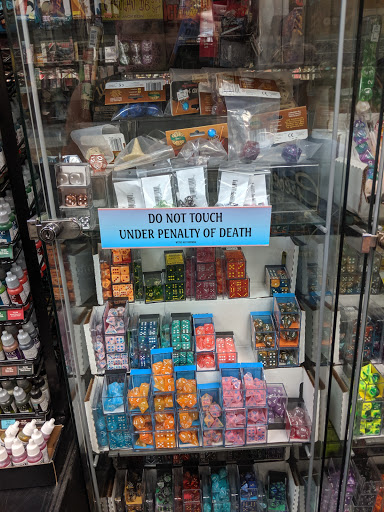 DO NOT TOUCH
UNDER PENALTY OF DEATH